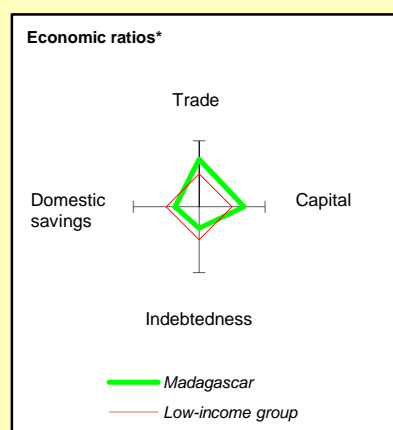 Economic ratios*
Trade
Domestic
savings
Capital
Indebtedness
Madagascar
Low-income group